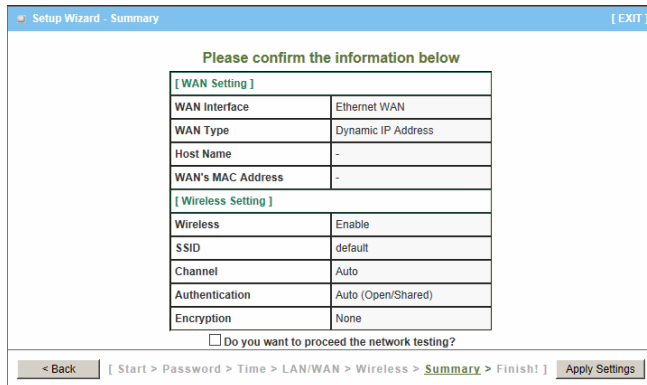 Setup Wizard - Summary [ EXIT ]
Please confirm the information below
[ WAN Setting ]
WAN Interface Ethernet WAN
WAN Type Dynamic IP Address
Host Name -
WAN's MAC Address -
[ Wireless Setting ]
Wireless Enable
SSID default
Channel Auto
Authentication Auto (Open/Shared)
Encryption None
Do you want to proceed the network testing?
< Back [ Start > Password > Time > LAN/WAN > Wireless > Summary > Finish! ] Apply Settings